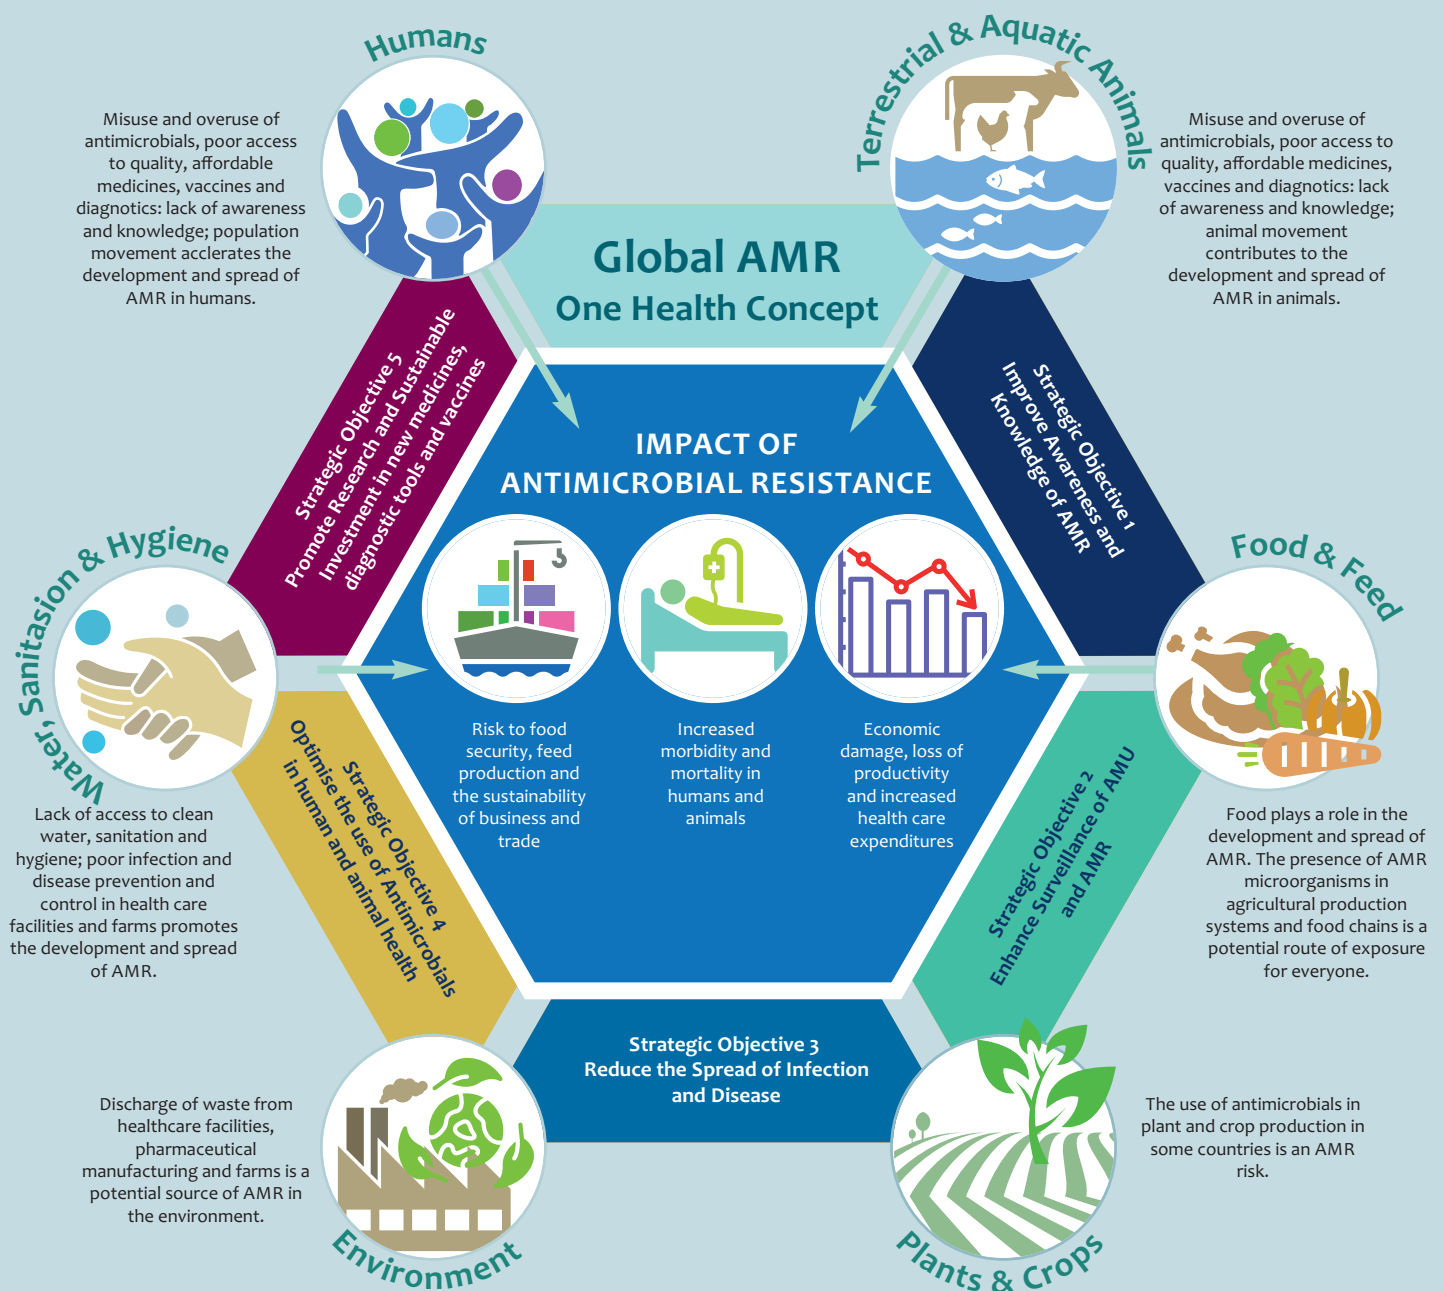 Humans
Misuse and overuse of
antimicrobials, poor access
to quality, affordable
medicines, vaccines and
diagnotics: lack of awareness
and knowledge; population
movement acclerates the
development and spread of
AMR in humans.
Terrestrial & Aquatic Animals
Misuse and overuse of
antimicrobials, poor access to
quality, affordable medicines,
vaccines and diagnotics: lack
of awareness and knowledge;
animal movement
contributes to the
development and spread of
AMR in animals.
Global AMR
One Health Concept
Strategic Objective 5
Promote Research and Sustainable
Investment in new medicines,
diagnostic tools and vaccines
Strategic Objective 1
Improve Awareness and
Knowledge of AMR
IMPACT OF
ANTIMICROBIAL RESISTANCE
Risk to food
security, feed
production and
the sustainability
of business and
trade
Increased
morbidity and
mortality in
humans and
animals
Economic
damage, loss of
productivity
and increased
health care
expenditures
Water, Sanitasion & Hygiene
Lack of access to clean
water, sanitation and
hygiene; poor infection and
disease prevention and
control in health care
facilities and farms promotes
the development and spread
of AMR.
Food & Feed
Food plays a role in the
development and spread of
AMR. The presence of AMR
microorganisms in
agricultural production
systems and food chains is a
potential route of exposure
for everyone.
Strategic Objective 4
Optimise the use of Antimicrobials
in human and animal health
Strategic Objective 2
Enhance Surveillance of AMU
and AMR
Strategic Objective 3
Reduce the Spread of Infection
and Disease
Discharge of waste from
healthcare facilities,
pharmaceutical
manufacturing and farms is a
potential source of AMR in
the environment.
Environment
The use of antimicrobials in
plant and crop production in
some countries is an AMR
risk.
Plants & Crops